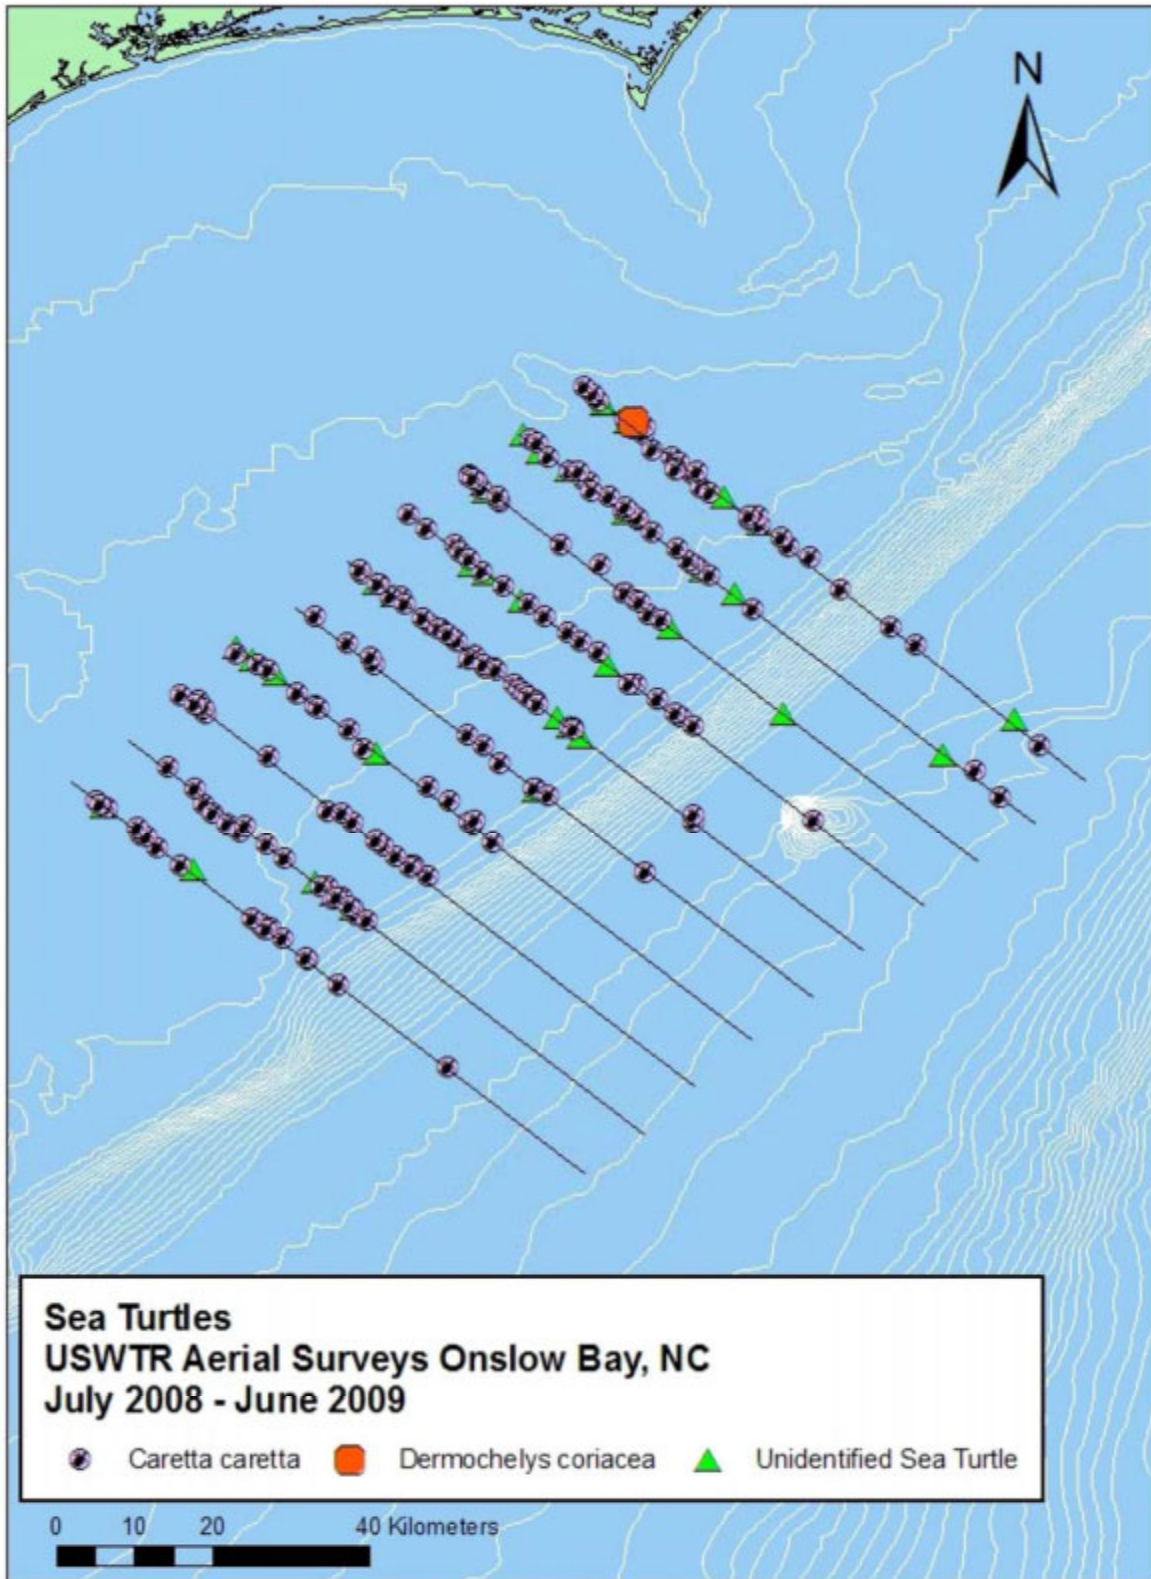 N
Sea Turtles
USWTR Aerial Surveys Onslow Bay, NC
July 2008 - June 2009
Caretta caretta Dermochelys coriacea Unidentified Sea Turtle
0 10 20 40 Kilometers